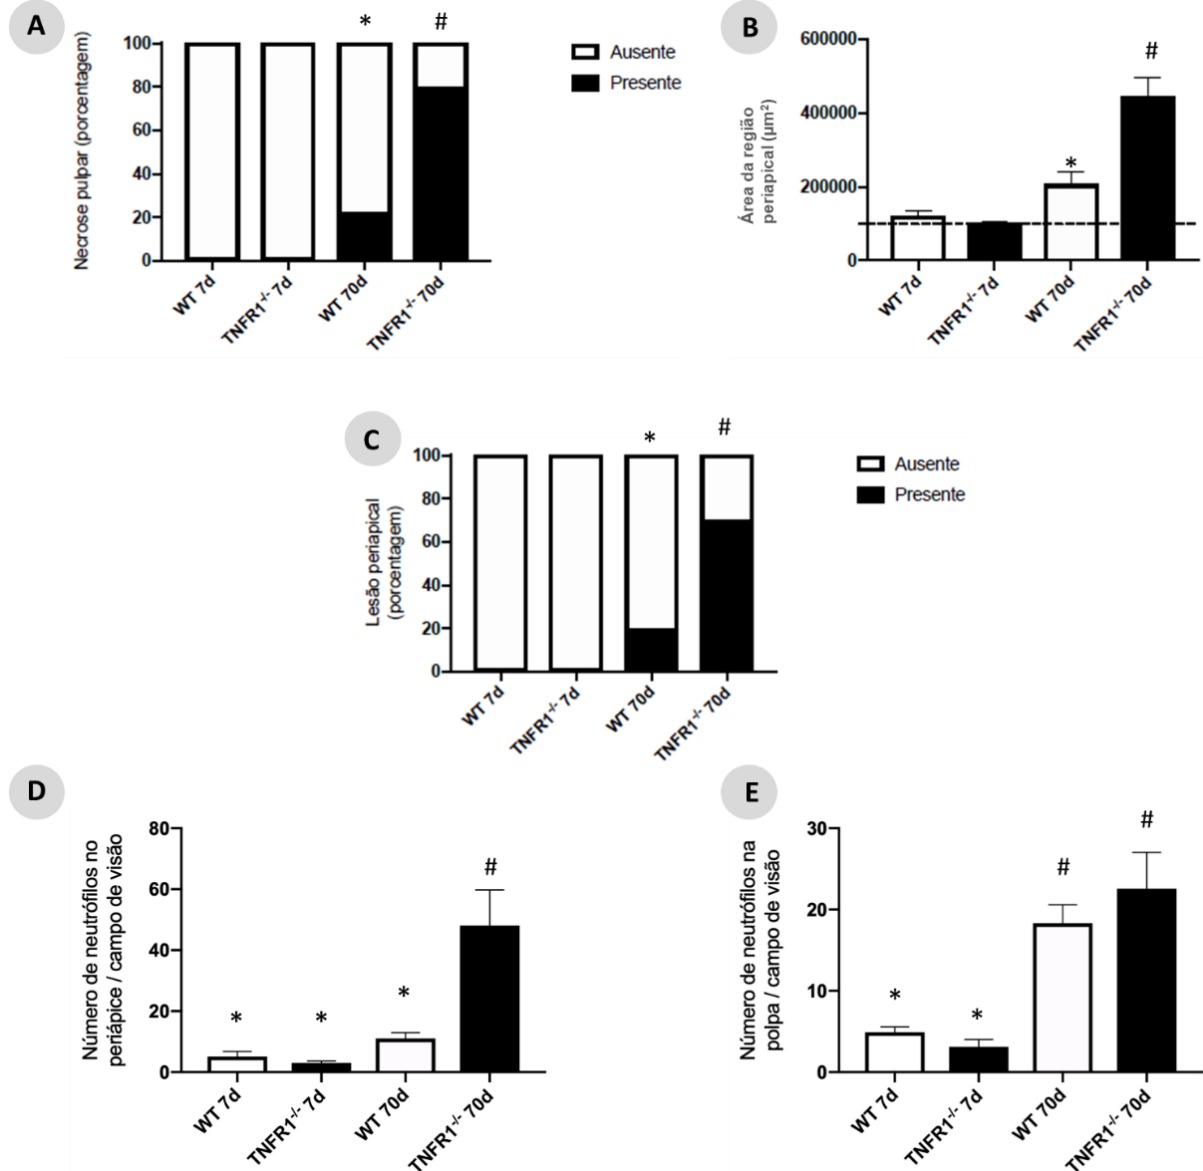 A
Necrose pulpar (porcentagem)
100
80
60
40
20
0
* #
WT 7d
TNFR1-/- 7d
WT 70d
TNFR1-/- 70d
Ausente
Presente
B
Área da região
periapical (µm²)
600000
400000
200000
0
* #
WT 7d
TNFR1-/- 7d
WT 70d
TNFR1-/- 70d
C
Lesão periapical
(porcentagem)
100
80
60
40
20
0
* #
WT 7d
TNFR1-/- 7d
WT 70d
TNFR1-/- 70d
Ausente
Presente
D
Número de neutrófilos no
periápice / campo de visão
80
60
40
20
0
* * * #
WT 7d
TNFR1-/- 7d
WT 70d
TNFR1-/- 70d
E
Número de neutrófilos na
polpa / campo de visão
30
20
10
0
* * # #
WT 7d
TNFR1-/- 7d
WT 70d
TNFR1-/- 70d